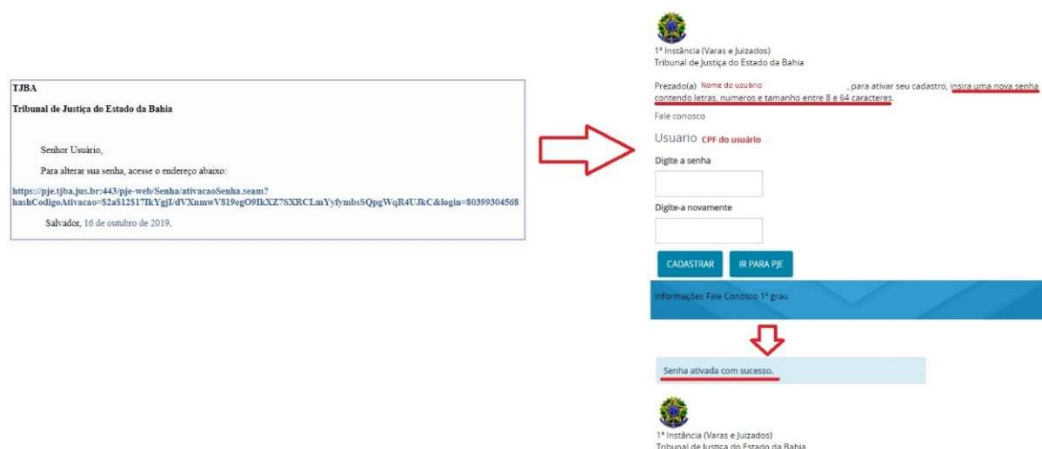 TJBA
Tribunal de Justiça do Estado da Bahia
Senhor Usuário,
Para alterar sua senha, acesse o endereço abaixo:
https://pje.tjba.jus.br:443/pje-web/Senha/ativacaoSenha.seam?
hashCodigoAtivacao=$2a$12$17IkYgjI/dVXnmwV819egO9IkXZ7SXRCLmYyfymbsSQpgWqR4UJkC&login=80399304568
Salvador, 16 de outubro de 2019.
1ª Instância (Varas e Juizados)
Tribunal de Justiça do Estado da Bahia
Prezado(a) Nome do usuário , para ativar seu cadastro, insira uma nova senha
contendo letras, numeros e tamanho entre 8 e 64 caracteres.
Fale conosco
Usuario CPF do usuário
Digite a senha
Digite-a novamente
CADASTRAR IR PARA PJE
Informações Fale Conosco 1º grau
Senha ativada com sucesso.
1ª Instância (Varas e Juizados)
Tribunal de Justiça do Estado da Bahia